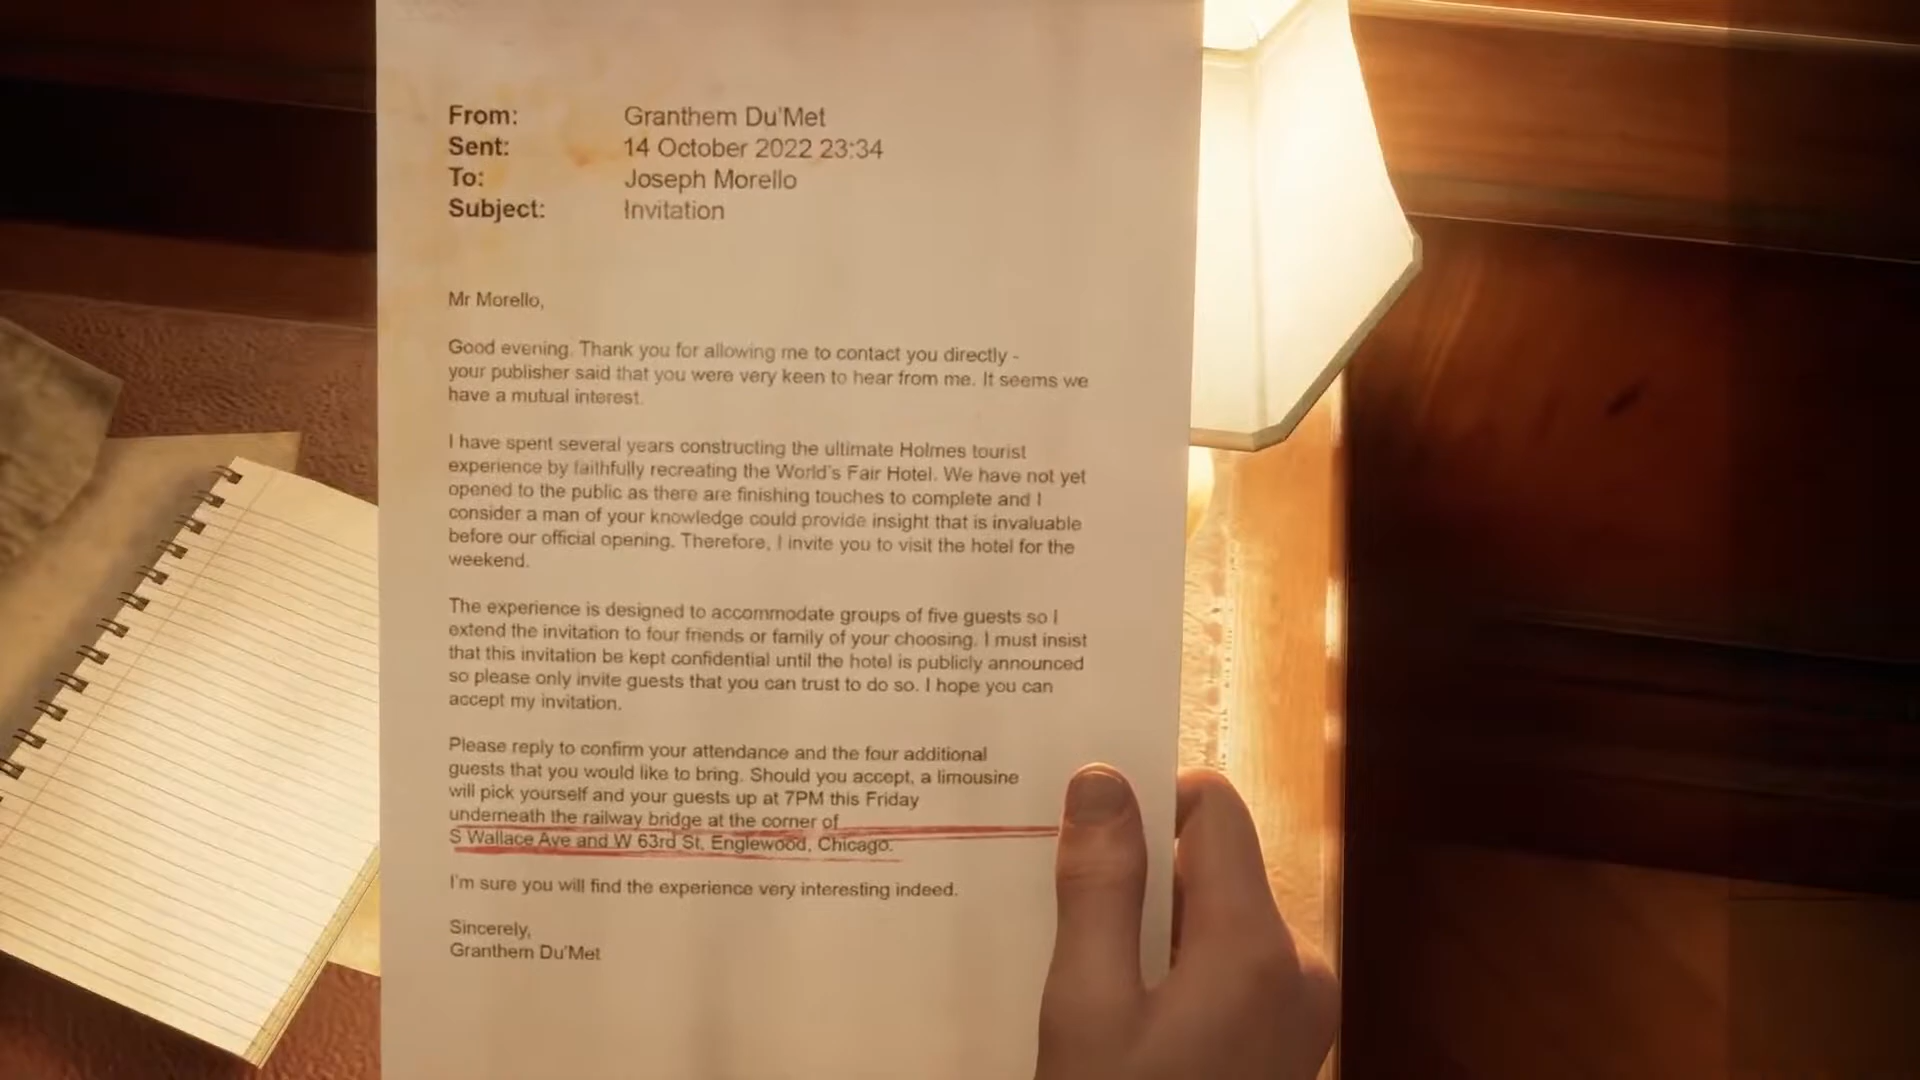 From: Granthem Du'Met
Sent: 14 October 2022 23:34
To: Joseph Morello
Subject: Invitation
Mr Morello,
Good evening. Thank you for allowing me to contact you directly -
your publisher said that you were very keen to hear from me. It seems we
have a mutual interest.
I have spent several years constructing the ultimate Holmes tourist
experience by faithfully recreating the World's Fair Hotel. We have not yet
opened to the public as there are finishing touches to complete and I
consider a man of your knowledge could provide insight that is invaluable
before our official opening. Therefore, I invite you to visit the hotel for the
weekend.
The experience is designed to accommodate groups of five guests so I
extend the invitation to four friends or family of your choosing. I must insist
that this invitation be kept confidential until the hotel is publicly announced
so please only invite guests that you can trust to do so. I hope you can
accept my invitation.
Please reply to confirm your attendance and the four additional
guests that you would like to bring. Should you accept, a limousine
will pick yourself and your guests up at 7PM this Friday
underneath the railway bridge at the corner of
S Wallace Ave and W 63rd St, Englewood, Chicago.
I'm sure you will find the experience very interesting indeed.
Sincerely,
Granthem Du'Met